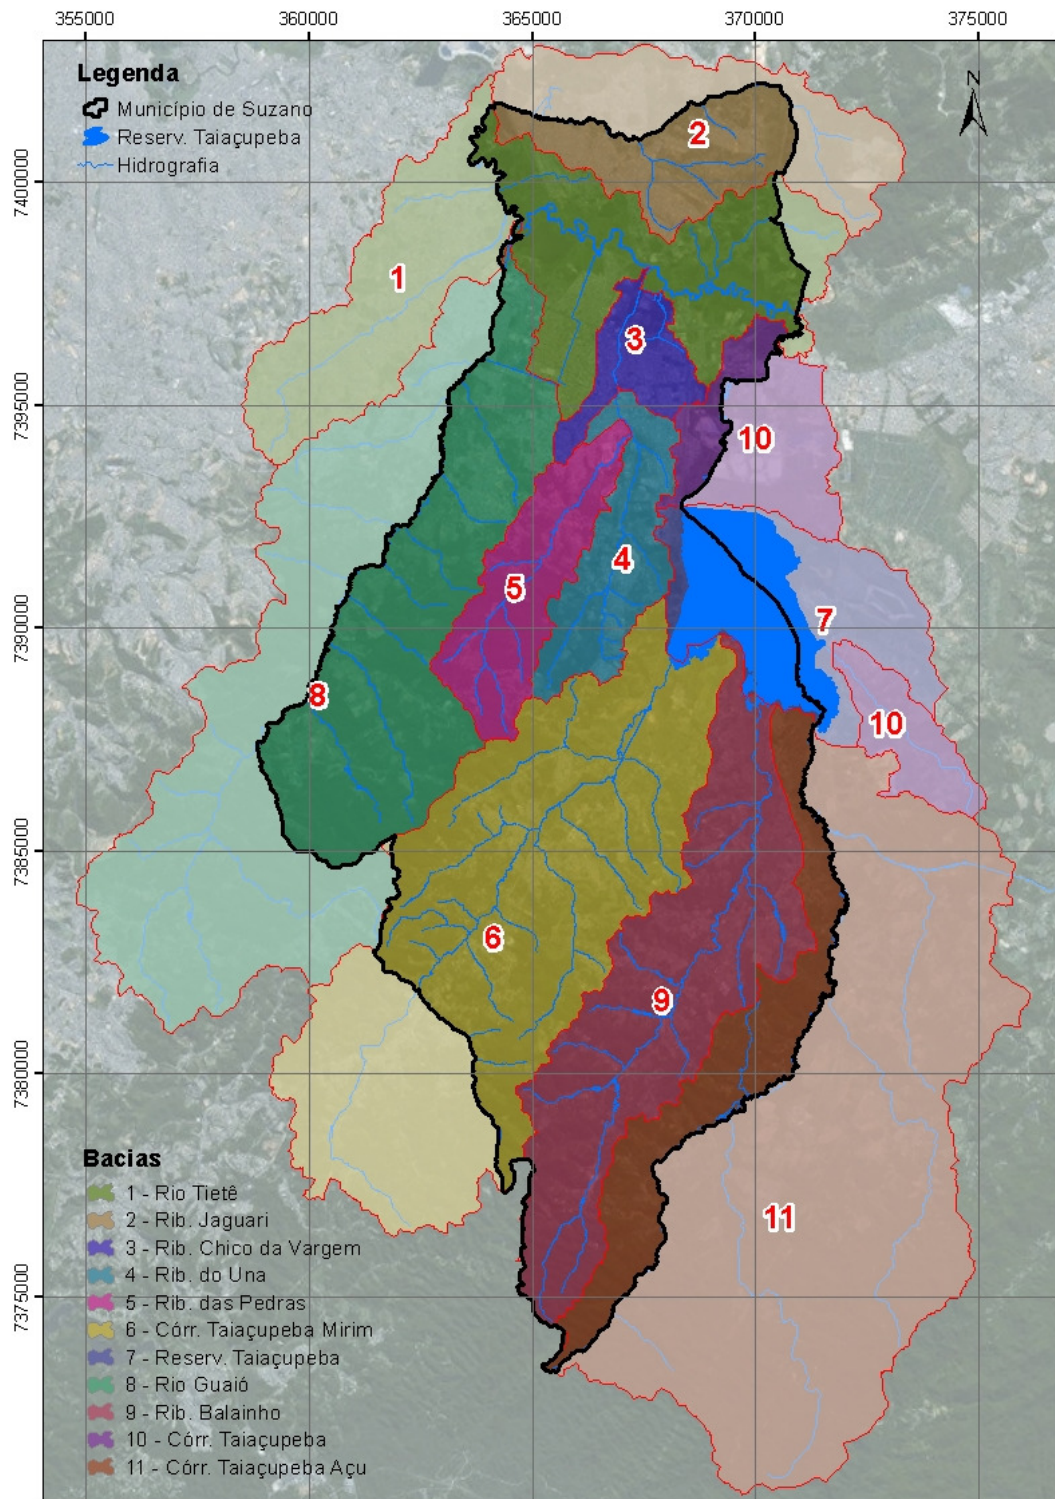 355000 360000 365000 370000 375000
Legenda
Município de Suzano
Reserv. Taiaçupeba
Hidrografia
N
2
7400000
1
3
7395000
10
4
5
7390000
7
8
10
7385000
6
9
7380000
11
7375000
Bacias
1 - Rio Tietê
2 - Rib. Jaguari
3 - Rib. Chico da Vargem
4 - Rib. do Una
5 - Rib. das Pedras
6 - Córr. Taiaçupeba Mirim
7 - Reserv. Taiaçupeba
8 - Rio Guaió
9 - Rib. Balainho
10 - Córr. Taiaçupeba
11 - Córr. Taiaçupeba Açu